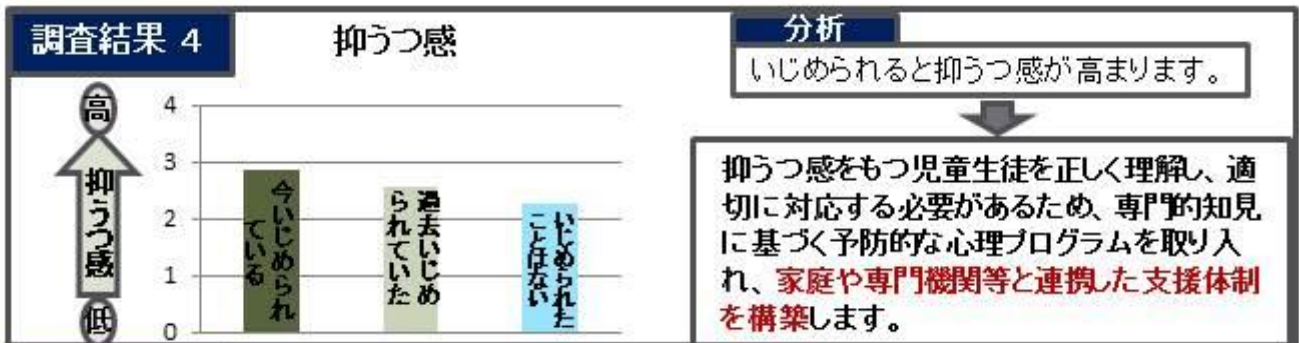 調査結果 4
抑うつ感
高
抑うつ感
低
4
3
2
1
0
今いじめられ
ている
過去いじめ
られていた
いじめられた
ことはない
分析
いじめられると抑うつ感が高まります。
抑うつ感をもつ児童生徒を正しく理解し、適
切に対応する必要があるため、専門的知見
に基づく予防的な心理プログラムを取り入
れ、家庭や専門機関等と連携した支援体制
を構築します。